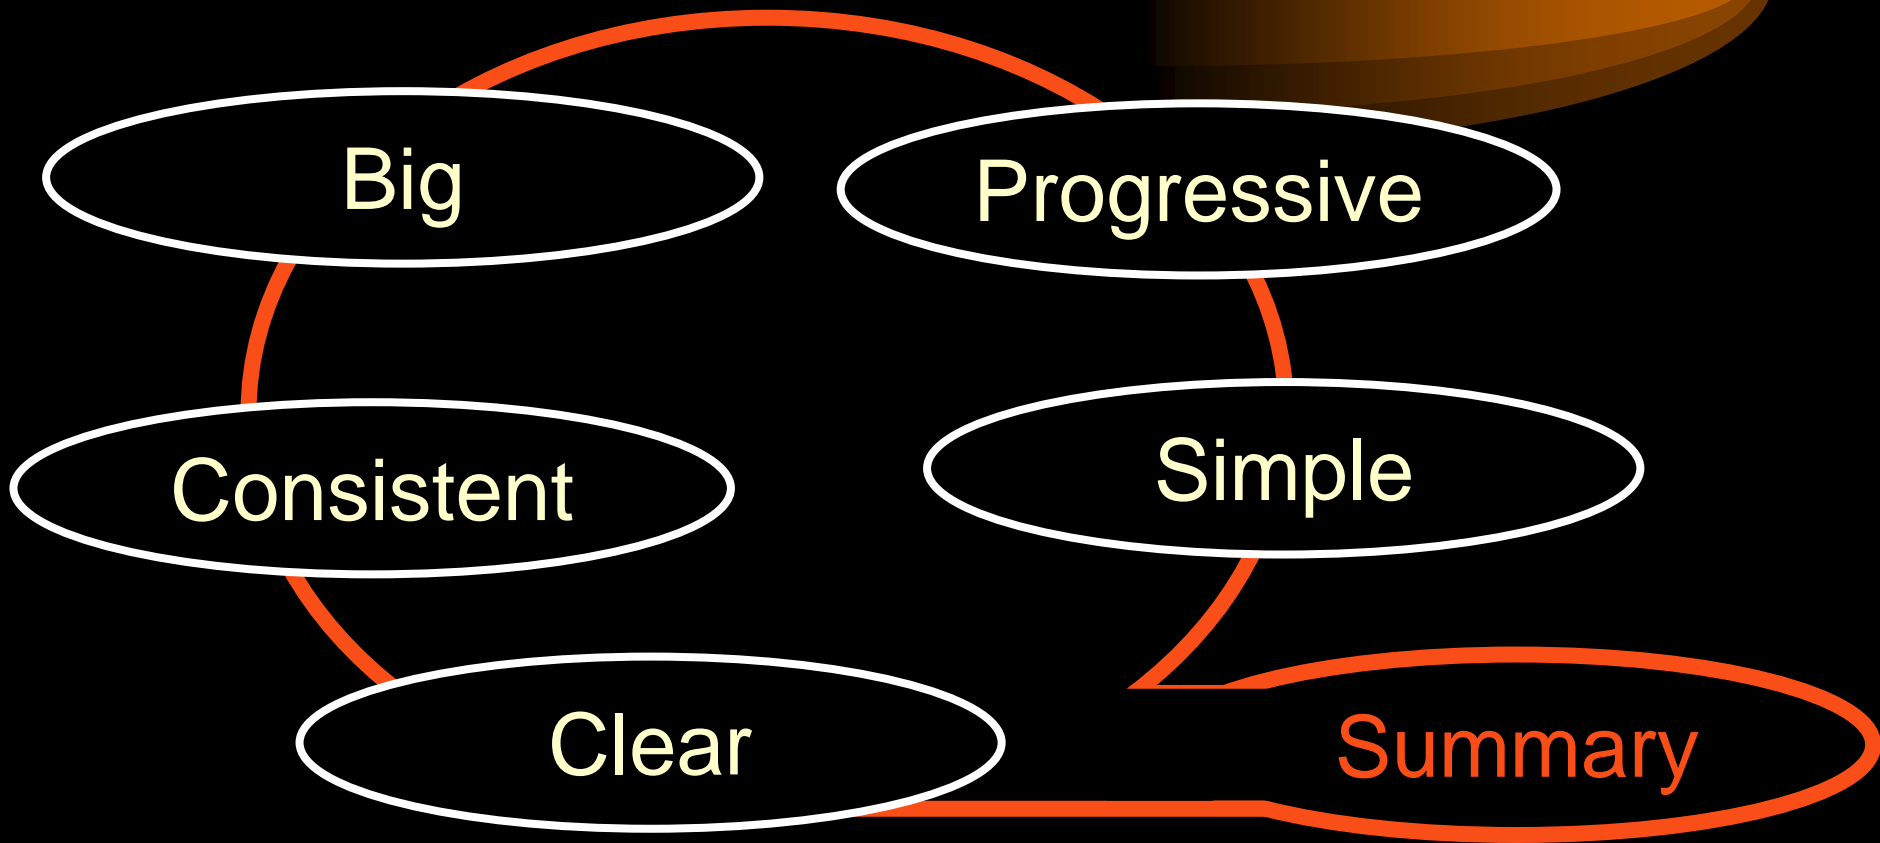 Big
Progressive
Consistent
Simple
Clear
Summary